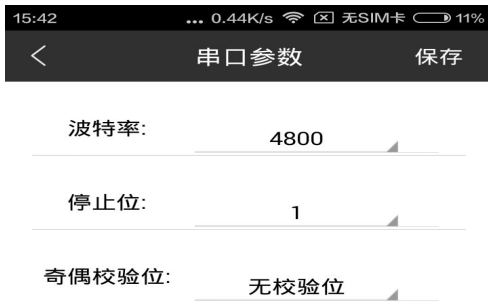 15:42 ... 0.44K/s 无SIM卡 11%
串口参数 保存
波特率: 4800
停止位: 1
奇偶校验位: 无校验位